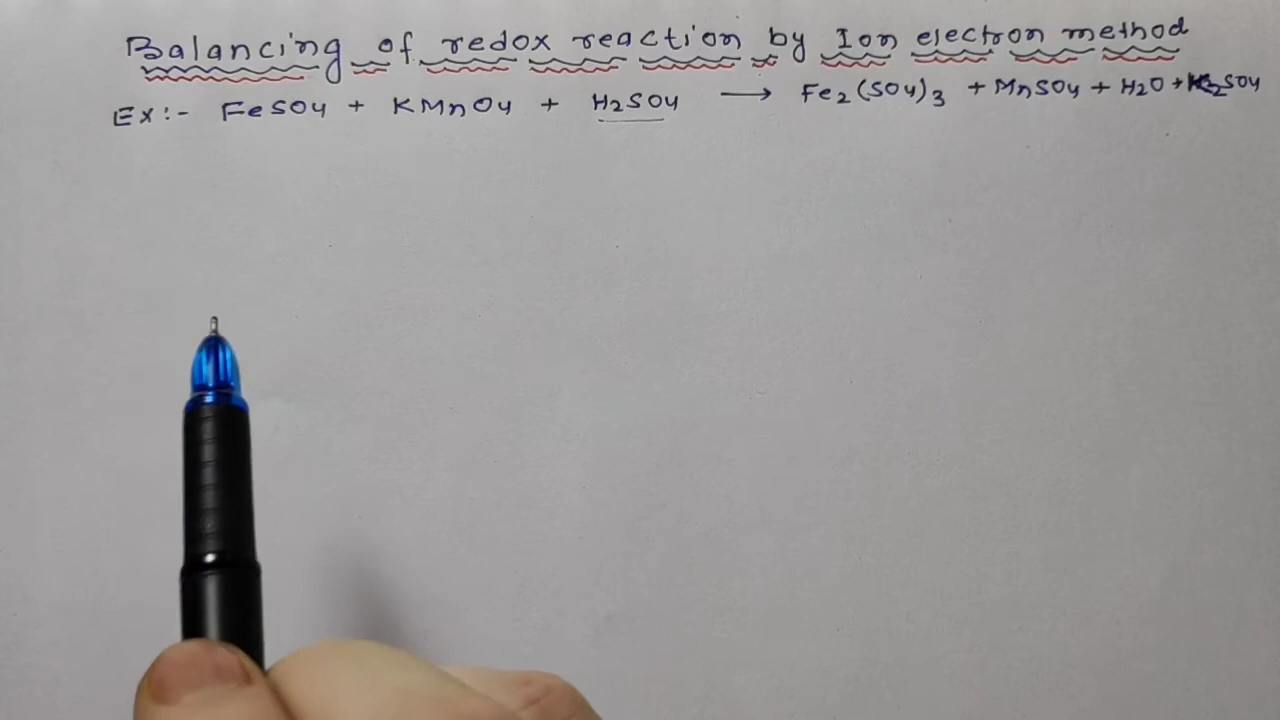 Balancing of redox reaction by Ion electron method
Ex:- FeSO4 + KMnO4 + H2SO4 → Fe2(SO4)3 + MnSO4 + H2O + K2SO4